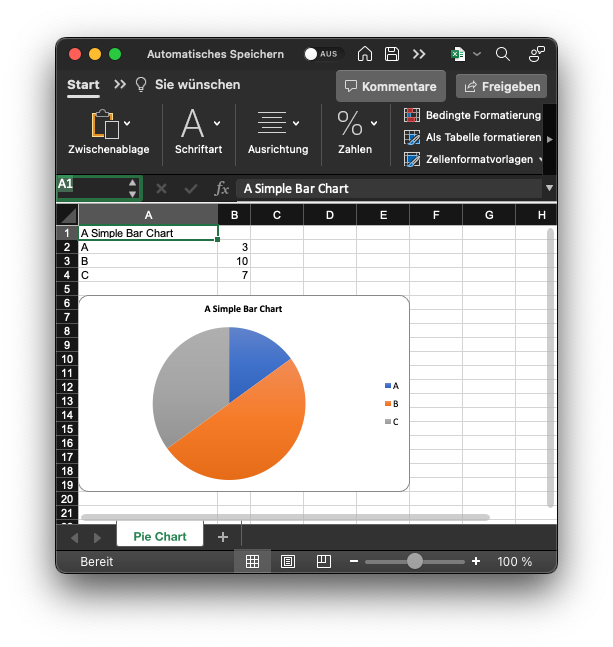 Automatisches Speichern AUS
Start Sie wünschen Kommentare Freigeben
Zwischenablage Schriftart Ausrichtung Zahlen
Bedingte Formatierung
Als Tabelle formatieren
Zellenformatvorlagen
A1 fx A Simple Bar Chart
A B C D E F G H
1 A Simple Bar Chart
2 A 3
3 B 10
4 C 7
5
6
7
8
9
10
11
12
13
14
15
16
17
18
19
20
21
A Simple Bar Chart
A
B
C
Pie Chart +
Bereit − + 100 %